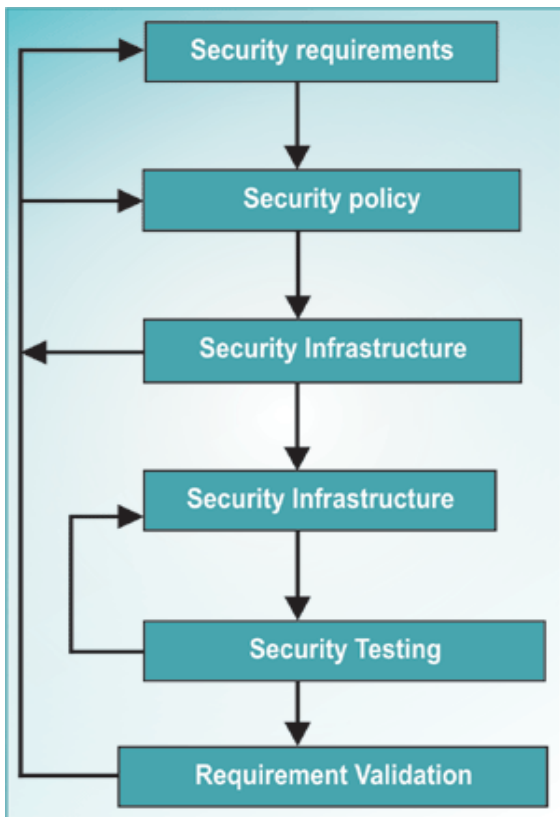 Security requirements
Security policy
Security Infrastructure
Security Infrastructure
Security Testing
Requirement Validation